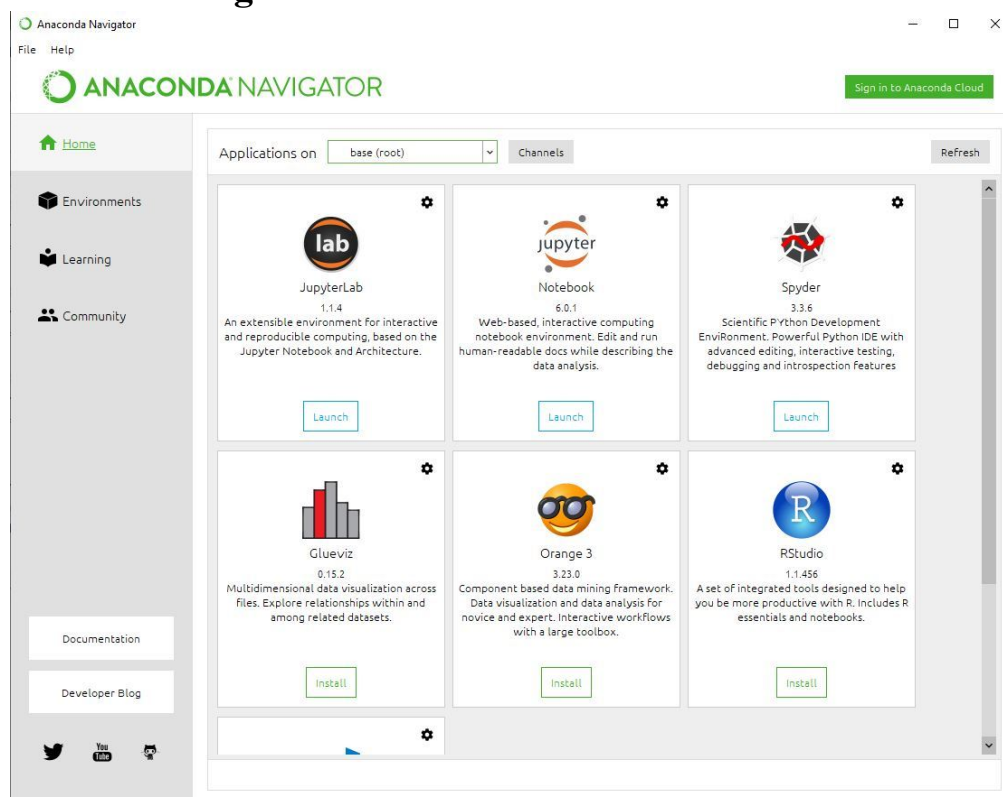 g
Anaconda Navigator
File Help
ANACONDA NAVIGATOR
Sign in to Anaconda Cloud
Home
Environments
Learning
Community
Documentation
Developer Blog
You
Tube
Applications on base (root) Channels Refresh
lab
JupyterLab
1.1.4
An extensible environment for interactive
and reproducible computing, based on the
Jupyter Notebook and Architecture.
Launch
jupyter
Notebook
6.0.1
Web-based, interactive computing
notebook environment. Edit and run
human-readable docs while describing the
data analysis.
Launch
Spyder
3.3.6
Scientific PYthon Development
EnviRonment. Powerful Python IDE with
advanced editing, interactive testing,
debugging and introspection features
Launch
Glueviz
0.15.2
Multidimensional data visualization across
files. Explore relationships within and
among related datasets.
Install
Orange 3
3.23.0
Component based data mining framework.
Data visualization and data analysis for
novice and expert. Interactive workflows
with a large toolbox.
Install
R
RStudio
1.1.456
A set of integrated tools designed to help
you be more productive with R. Includes R
essentials and notebooks.
Install